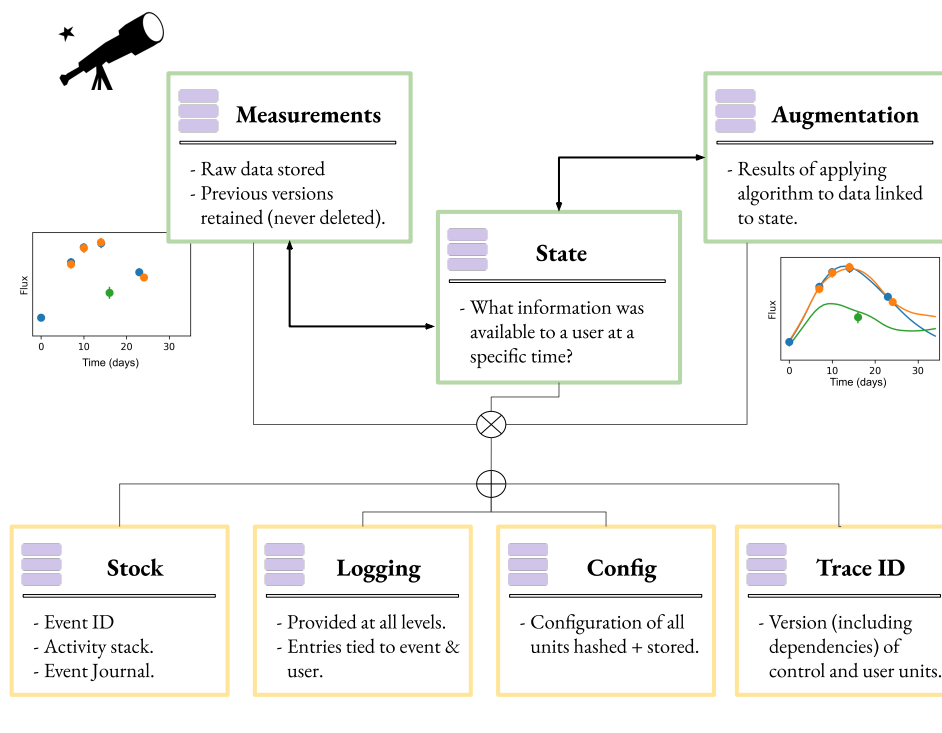 Measurements
- Raw data stored
- Previous versions
retained (never deleted).
Augmentation
- Results of applying
algorithm to data linked
to state.
State
- What information was
available to a user at a
specific time?
Flux
0 10 20 30
Time (days)
Flux
0 10 20 30
Time (days)
Stock
- Event ID
- Activity stack.
- Event Journal.
Logging
- Provided at all levels.
- Entries tied to event &
user.
Config
- Configuration of all
units hashed + stored.
Trace ID
- Version (including
dependencies) of
control and user units.